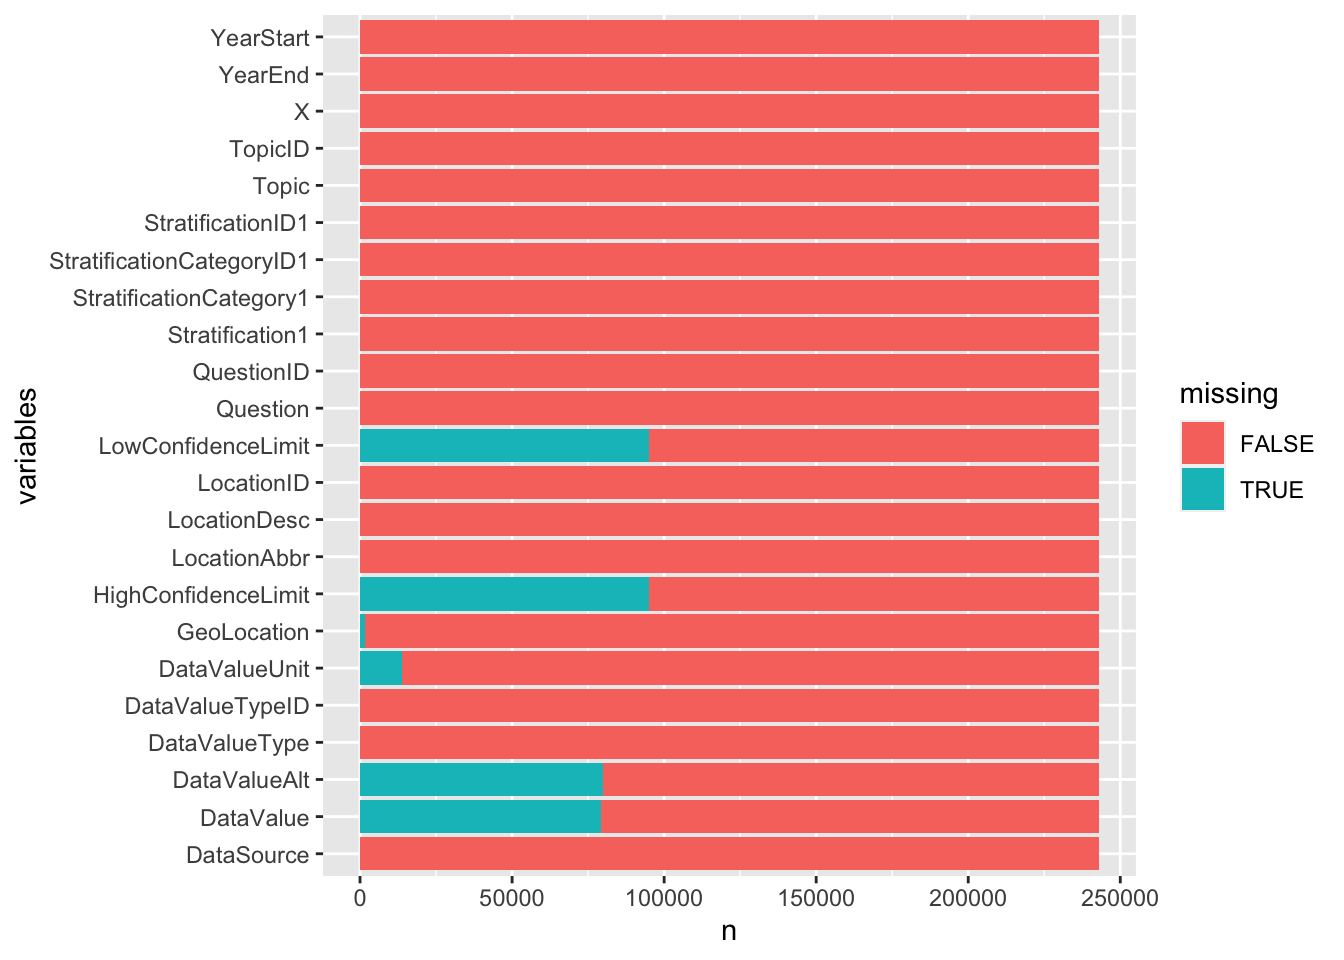 YearStart
YearEnd
X
TopicID
Topic
StratificationID1
StratificationCategoryID1
StratificationCategory1
Stratification1
QuestionID
Question
LowConfidenceLimit
LocationID
LocationDesc
LocationAbbr
HighConfidenceLimit
GeoLocation
DataValueUnit
DataValueTypeID
DataValueType
DataValueAlt
DataValue
DataSource
variables
0 50000 100000 150000 200000 250000
n
missing
FALSE
TRUE